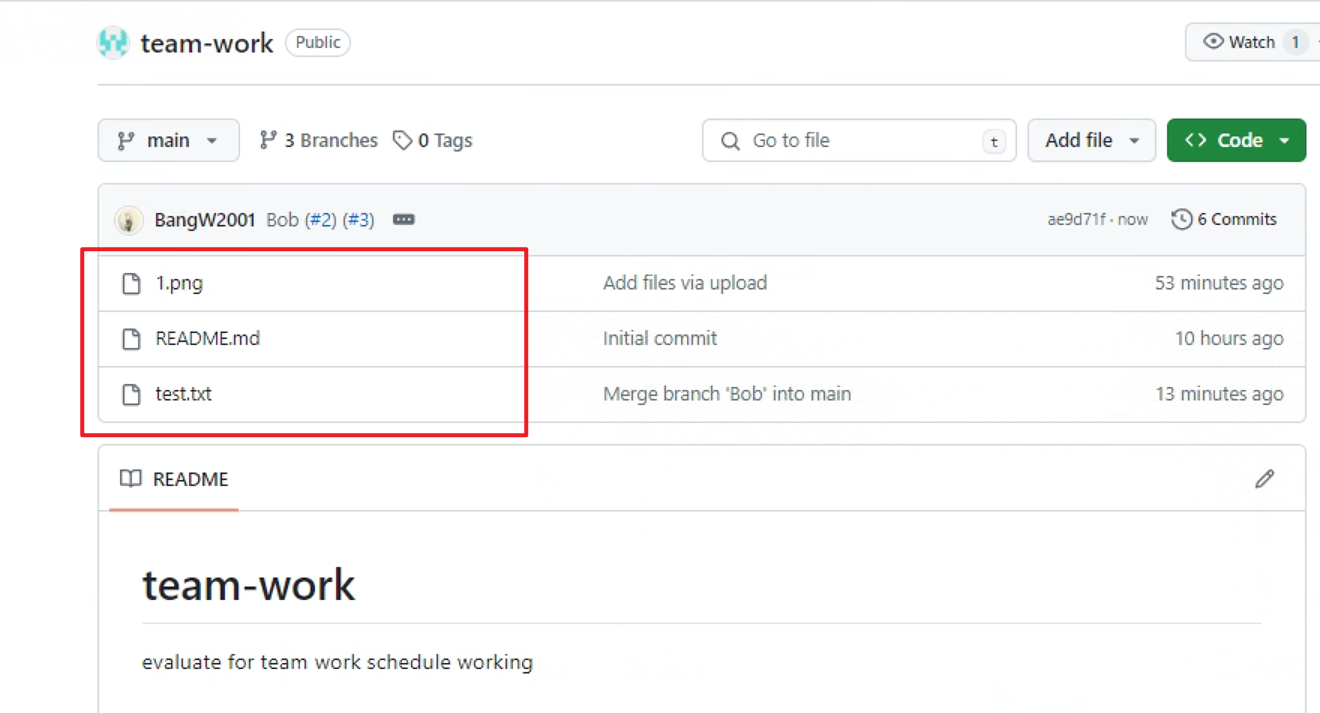 team-work Public Watch 1
main 3 Branches 0 Tags Go to file t Add file Code
BangW2001 Bob (#2) (#3) ae9d71f · now 6 Commits
1.png Add files via upload 53 minutes ago
README.md Initial commit 10 hours ago
test.txt Merge branch 'Bob' into main 13 minutes ago
README
team-work
evaluate for team work schedule working